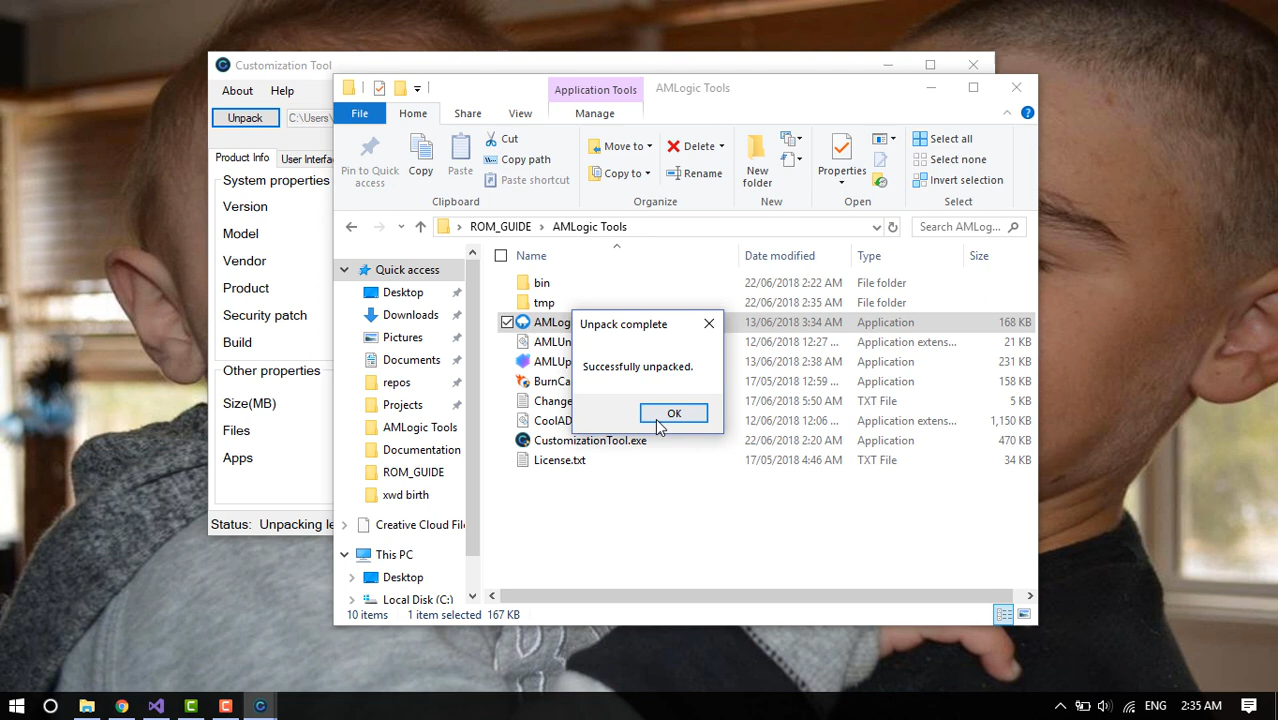 Customization Tool
About Help
Unpack C:\Users\
Product Info User Interfa
System properties
Version
Model
Vendor
Product
Security patch
Build
Other properties
Size(MB)
Files
Apps
Status: Unpacking le
Application Tools AMLogic Tools
File Home Share View Manage
Pin to Quick access
Copy
Paste
Cut
Copy path
Paste shortcut
Clipboard
Move to
Copy to
Delete
Rename
Organize
New folder
New
Properties
Open
Select all
Select none
Invert selection
Select
ROM_GUIDE > AMLogic Tools
Search AMLog...
Quick access
Desktop
Downloads
Pictures
Documents
repos
Projects
AMLogic Tools
Documentation
ROM_GUIDE
xwd birth
Creative Cloud File
This PC
Desktop
Local Disk (C:)
Name Date modified Type Size
bin 22/06/2018 2:22 AM File folder
tmp 22/06/2018 2:35 AM File folder
AMLog 13/06/2018 3:34 AM Application 168 KB
AMLUn 12/06/2018 12:27 ... Application extens... 21 KB
AMLUp 13/06/2018 2:38 AM Application 231 KB
BurnCa 17/05/2018 12:59 ... Application 158 KB
Change 17/05/2018 5:50 AM TXT File 5 KB
CoolAD 12/06/2018 12:06 ... Application extens... 1,150 KB
CustomizationTool.exe 22/06/2018 2:20 AM Application 470 KB
License.txt 17/05/2018 4:46 AM TXT File 34 KB
Unpack complete
Successfully unpacked.
OK
10 items 1 item selected 167 KB
ENG 2:35 AM